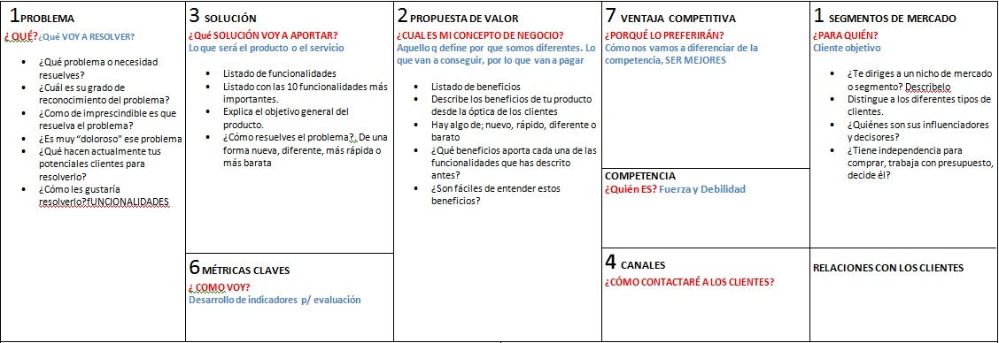 1PROBLEMA
¿ QUÉ?¿Qué VOY A RESOLVER?
• ¿Qué problema o necesidad
resuelves?
• ¿Cuál es su grado de
reconocimiento del problema?
• ¿Como de imprescindible es que
resuelva el problema?
• ¿Es muy “doloroso” ese problema
• ¿Qué hacen actualmente tus
potenciales clientes para
resolverlo?
• ¿Cómo les gustaría
resolverlo?fUNCIONALIDADES
3 SOLUCIÓN
¿Qué SOLUCIÓN VOY A APORTAR?
Lo que será el producto o el servicio
• Listado de funcionalidades
• Listado con las 10 funcionalidades más
importantes.
• Explica el objetivo general del
producto.
• ¿Cómo resuelves el problema?, De una
forma nueva, diferente, más rápida o
más barata
6 MÉTRICAS CLAVES
¿ COMO VOY?
Desarrollo de indicadores p/ evaluación
2 PROPUESTA DE VALOR
¿CUAL ES MI CONCEPTO DE NEGOCIO?
Aquello q define por que somos diferentes. Lo
que van a conseguir, por lo que van a pagar
• Listado de beneficios
• Describe los beneficios de tu producto
desde la óptica de los clientes
• Hay algo de; nuevo, rápido, diferente o
barato
• ¿Qué beneficios aporta cada una de las
funcionalidades que has descrito
antes?
• ¿Son fáciles de entender estos
beneficios?
7 VENTAJA COMPETITIVA
¿PORQUÉ LO PREFERIRÁN?
Cómo nos vamos a diferenciar de la
competencia, SER MEJORES
COMPETENCIA
¿Quién ES? Fuerza y Debilidad
4 CANALES
¿CÓMO CONTACTARÉ A LOS CLIENTES?
1 SEGMENTOS DE MERCADO
¿PARA QUIÉN?
Cliente objetivo
• ¿Te diriges a un nicho de mercado
o segmento? Descríbelo
• Distingue a los diferentes tipos de
clientes.
• ¿Quiénes son sus influenciadores
y decisores?
• ¿Tiene independencia para
comprar, trabaja con presupuesto,
decide él?
RELACIONES CON LOS CLIENTES